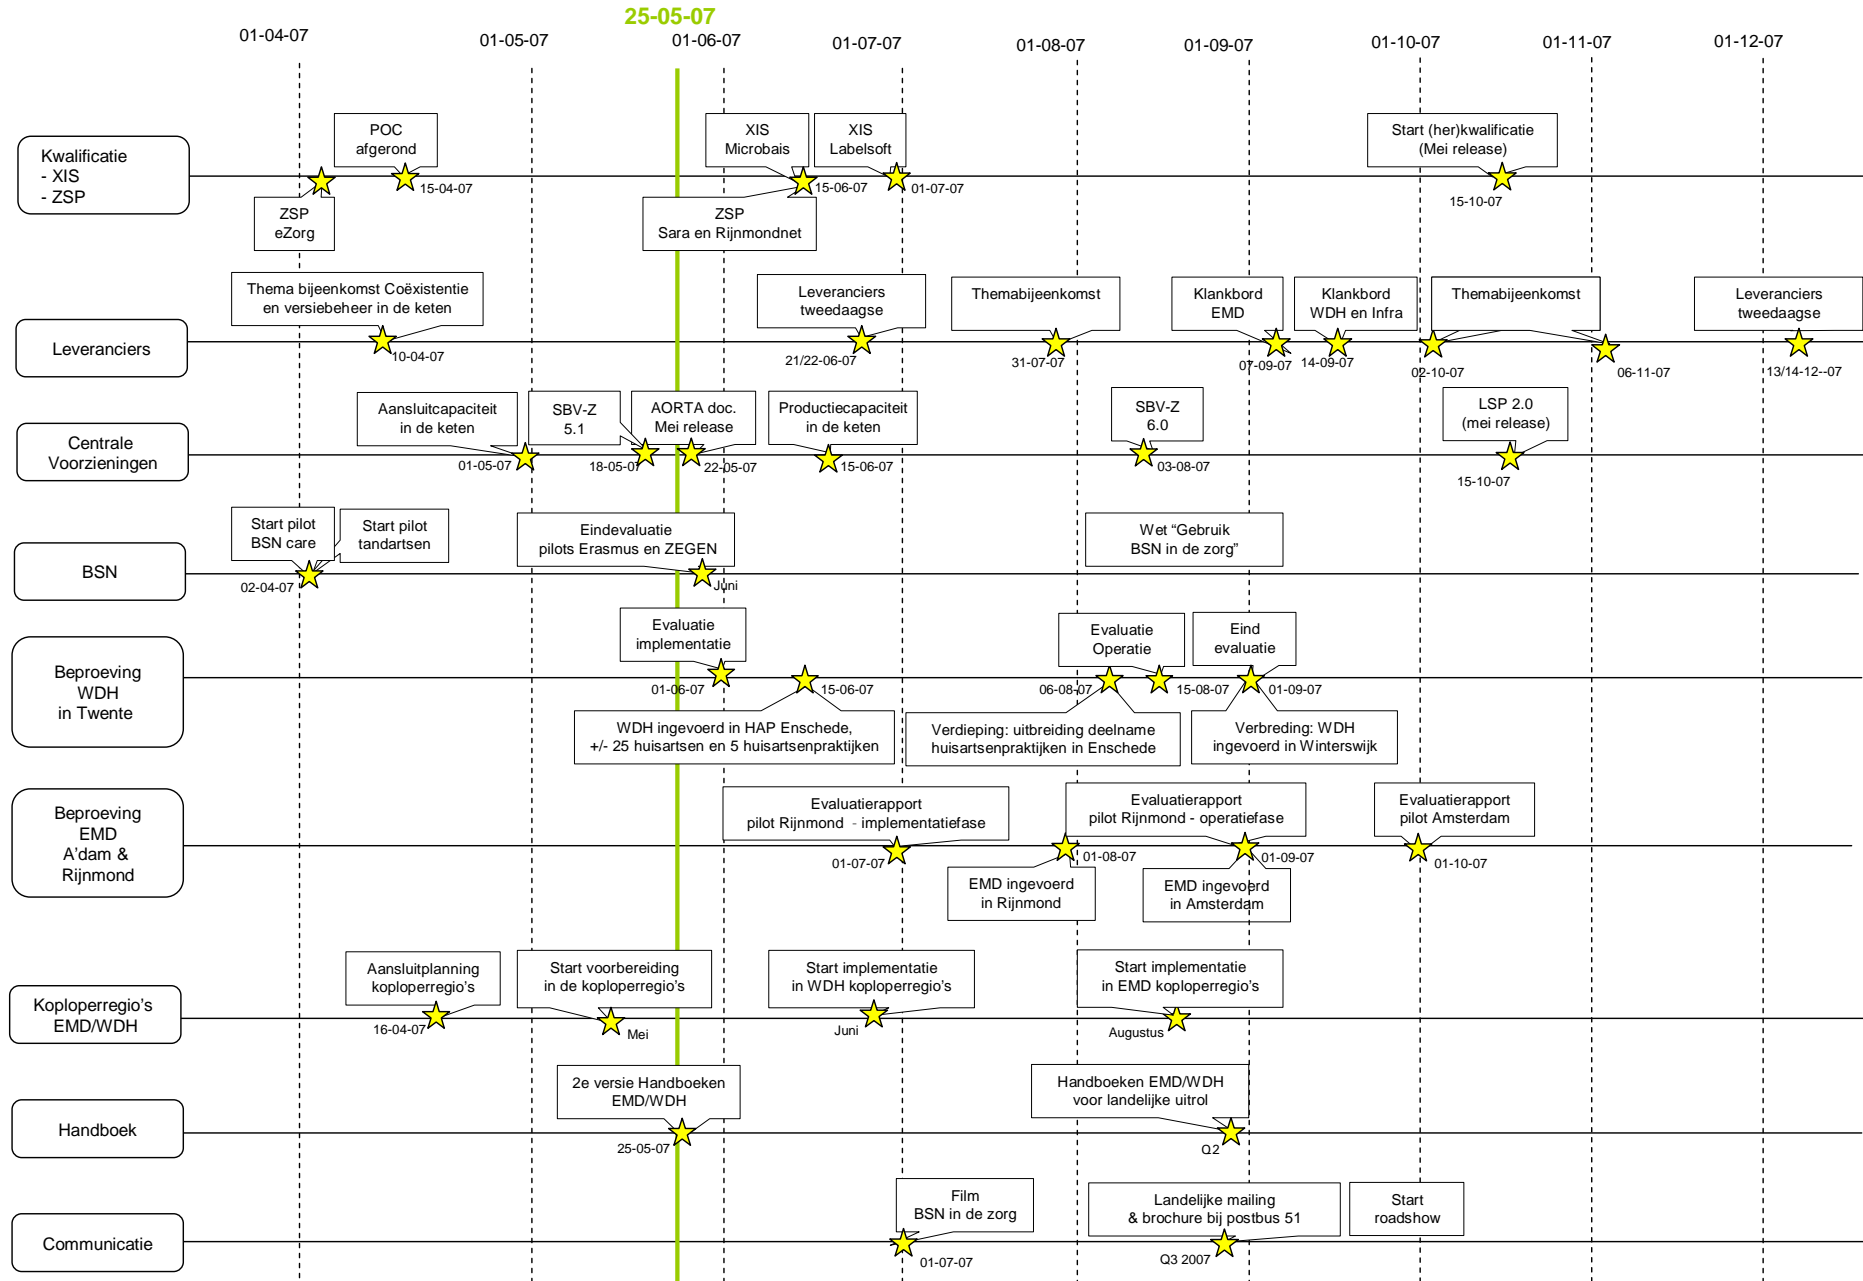 25-05-07
01-04-07
01-05-07
01-06-07
01-07-07
01-08-07
01-09-07
01-10-07
01-11-07
01-12-07
Kwalificatie
- XIS
- ZSP
POC
afgerond
15-04-07
ZSP
eZorg
XIS
Microbais
15-06-07
XIS
Labelsoft
01-07-07
ZSP
Sara en Rijnmondnet
Start (her)kwalificatie
(Mei release)
15-10-07
Leveranciers
Thema bijeenkomst Coëxistentie
en versiebeheer in de keten
10-04-07
Leveranciers
tweedaagse
21/22-06-07
Themabijeenkomst
31-07-07
Klankbord
EMD
07-09-07
Klankbord
WDH en Infra
14-09-07
Themabijeenkomst
02-10-07
06-11-07
Leveranciers
tweedaagse
13/14-12--07
Centrale
Voorzieningen
Aansluitcapaciteit
in de keten
01-05-07
SBV-Z
5.1
18-05-07
AORTA doc.
Mei release
22-05-07
Productiecapaciteit
in de keten
15-06-07
SBV-Z
6.0
03-08-07
LSP 2.0
(mei release)
15-10-07
BSN
Start pilot
BSN care
Start pilot
tandartsen
02-04-07
Eindevaluatie
pilots Erasmus en ZEGEN
Juni
Wet “Gebruik
BSN in de zorg”
Beproeving
WDH
in Twente
Evaluatie
implementatie
01-06-07
15-06-07
WDH ingevoerd in HAP Enschede,
+/- 25 huisartsen en 5 huisartsenpraktijken
Evaluatie
Operatie
06-08-07
15-08-07
Verdieping: uitbreiding deelname
huisartsenpraktijken in Enschede
Eind
evaluatie
01-09-07
Verbreding: WDH
ingevoerd in Winterswijk
Beproeving
EMD
A’dam &
Rijnmond
Evaluatierapport
pilot Rijnmond - implementatiefase
01-07-07
Evaluatierapport
pilot Rijnmond - operatiefase
01-08-07
01-09-07
EMD ingevoerd
in Rijnmond
EMD ingevoerd
in Amsterdam
Evaluatierapport
pilot Amsterdam
01-10-07
Koploperregio’s
EMD/WDH
Aansluitplanning
koploperregio’s
16-04-07
Start voorbereiding
in de koploperregio’s
Mei
Start implementatie
in WDH koploperregio’s
Juni
Start implementatie
in EMD koploperregio’s
Augustus
Handboek
2e versie Handboeken
EMD/WDH
25-05-07
Handboeken EMD/WDH
voor landelijke uitrol
Q2
Communicatie
Film
BSN in de zorg
01-07-07
Landelijke mailing
& brochure bij postbus 51
Q3 2007
Start
roadshow